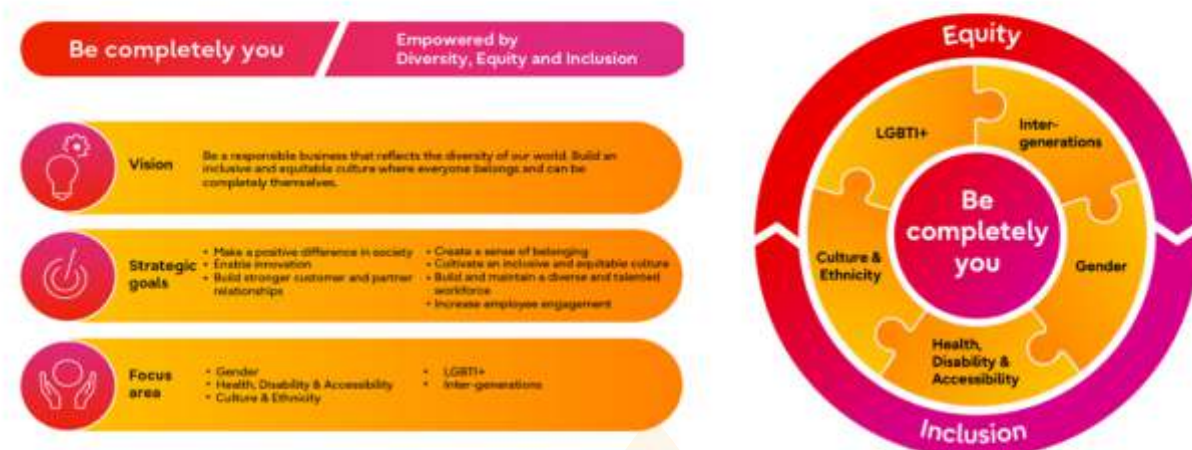 Be completely you
Empowered by
Diversity, Equity and Inclusion
Vision
Be a responsible business that reflects the diversity of our world. Build an
inclusive and equitable culture where everyone belongs and can be
completely themselves.
Strategic
goals
• Make a positive difference in society
• Enable innovation
• Build stronger customer and partner
relationships
• Create a sense of belonging
• Cultivate an inclusive and equitable culture
• Build and maintain a diverse and talented
workforce
• Increase employee engagement
Focus
area
• Gender
• Health, Disability & Accessibility
• Culture & Ethnicity
• LGBTI+
• Inter-generations
Equity
LGBTI+
Inter-
generations
Be
completely
you
Culture &
Ethnicity
Gender
Health,
Disability &
Accessibility
Inclusion